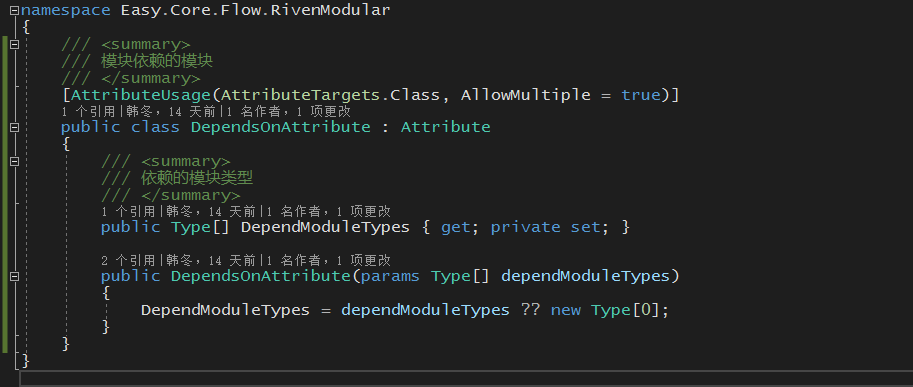 namespace Easy.Core.Flow.RivenModular
{
/// <summary>
/// 模块依赖的模块
/// </summary>
[AttributeUsage(AttributeTargets.Class, AllowMultiple = true)]
1 个引用|韩冬，14 天前|1 名作者，1 项更改
public class DependsOnAttribute : Attribute
{
/// <summary>
/// 依赖的模块类型
/// </summary>
1 个引用|韩冬，14 天前|1 名作者，1 项更改
public Type[] DependModuleTypes { get; private set; }
2 个引用|韩冬，14 天前|1 名作者，1 项更改
public DependsOnAttribute(params Type[] dependModuleTypes)
{
DependModuleTypes = dependModuleTypes ?? new Type[0];
}
}
}